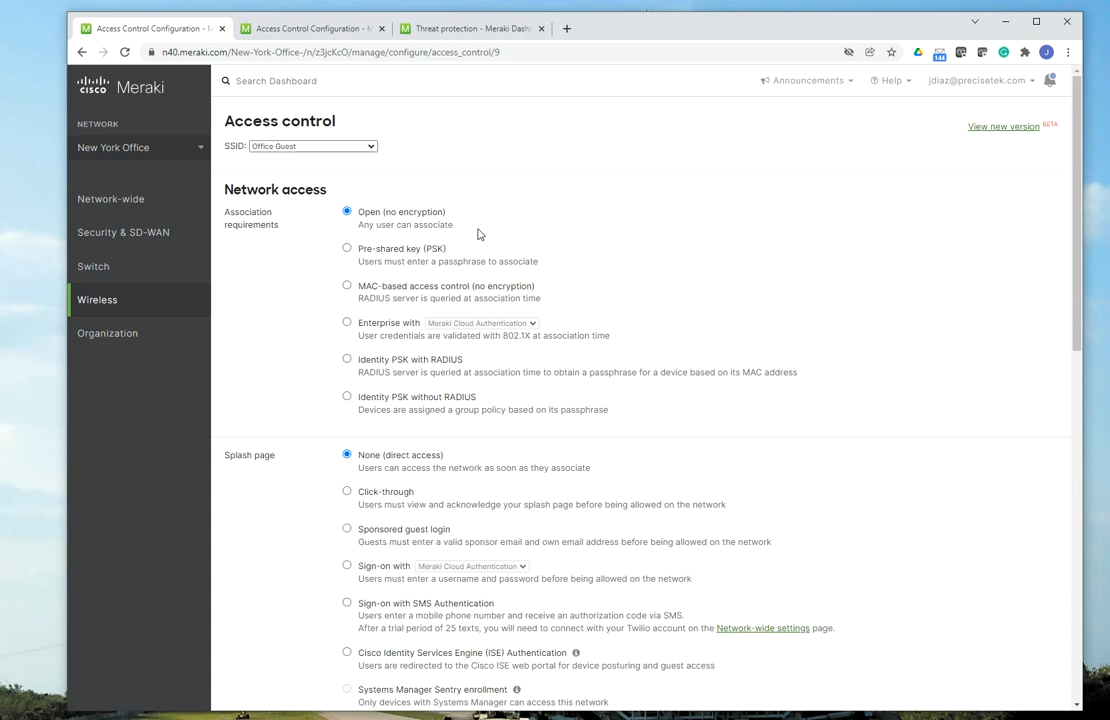 Access Control Configuration - M
Access Control Configuration - M
Threat protection - Meraki Dash
n40.meraki.com/New-York-Office-/n/z3jcKcO/manage/configure/access_control/9
144
J
CISCO Meraki
Search Dashboard
Announcements
Help
jdiaz@precisetek.com
NETWORK
New York Office
Network-wide
Security & SD-WAN
Switch
Wireless
Organization
Access control
View new version BETA
SSID: Office Guest
Network access
Association
requirements
Open (no encryption)
Any user can associate
Pre-shared key (PSK)
Users must enter a passphrase to associate
MAC-based access control (no encryption)
RADIUS server is queried at association time
Enterprise with Meraki Cloud Authentication
User credentials are validated with 802.1X at association time
Identity PSK with RADIUS
RADIUS server is queried at association time to obtain a passphrase for a device based on its MAC address
Identity PSK without RADIUS
Devices are assigned a group policy based on its passphrase
Splash page
None (direct access)
Users can access the network as soon as they associate
Click-through
Users must view and acknowledge your splash page before being allowed on the network
Sponsored guest login
Guests must enter a valid sponsor email and own email address before being allowed on the network
Sign-on with Meraki Cloud Authentication
Users must enter a username and password before being allowed on the network
Sign-on with SMS Authentication
Users enter a mobile phone number and receive an authorization code via SMS.
After a trial period of 25 texts, you will need to connect with your Twilio account on the Network-wide settings page.
Cisco Identity Services Engine (ISE) Authentication
Users are redirected to the Cisco ISE web portal for device posturing and guest access
Systems Manager Sentry enrollment
Only devices with Systems Manager can access this network